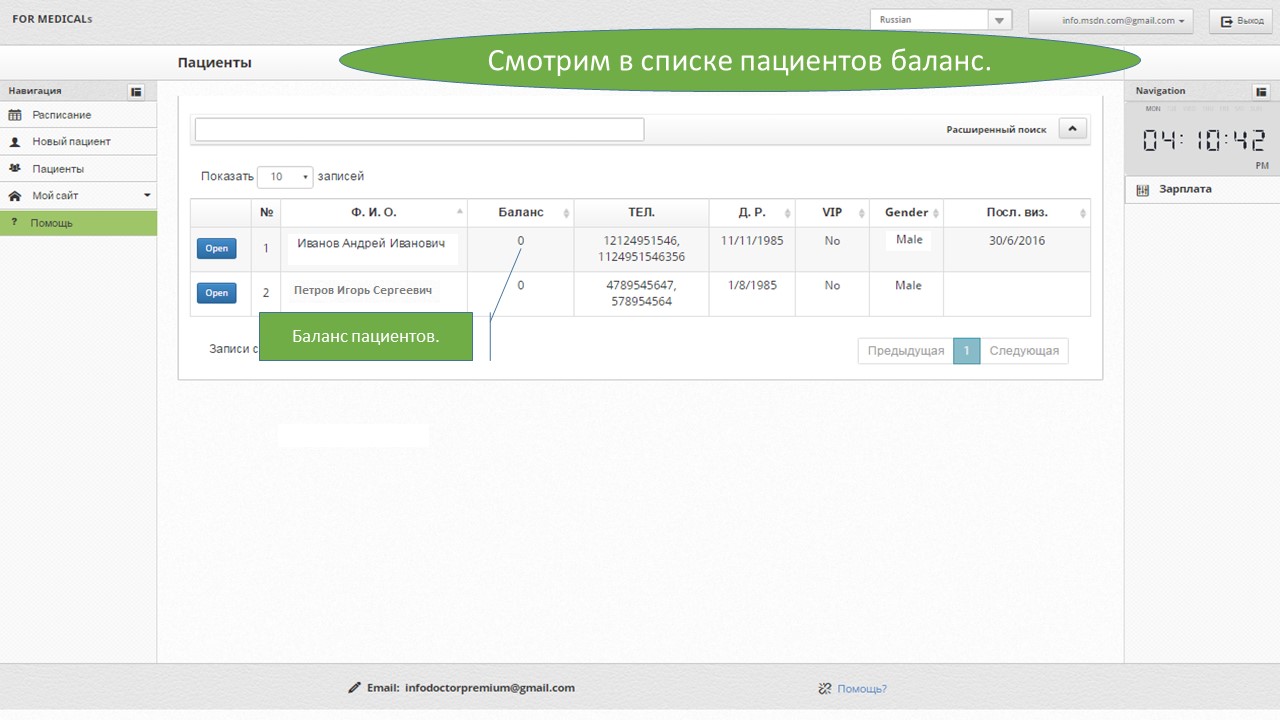 FOR MEDICALs
Russian
info.msdn.com@gmail.com
Выход
Смотрим в списке пациентов баланс.
Пациенты
Навигация
Расписание
Новый пациент
Пациенты
Мой сайт
? Помощь
Расширенный поиск
Показать 10 записей
№ Ф. И. О. Баланс ТЕЛ. Д. Р. VIP Gender Посл. виз.
Open 1 Иванов Андрей Иванович 0 12124951546, 11/11/1985 No Male 30/6/2016
1124951546356
Open 2 Петров Игорь Сергеевич 0 4789545647, 1/8/1985 No Male
578954564
Баланс пациентов.
Записи с
Предыдущая 1 Следующая
Navigation
MON
04:10:42
PM
Зарплата
Email: infodoctorpremium@gmail.com
Помощь?